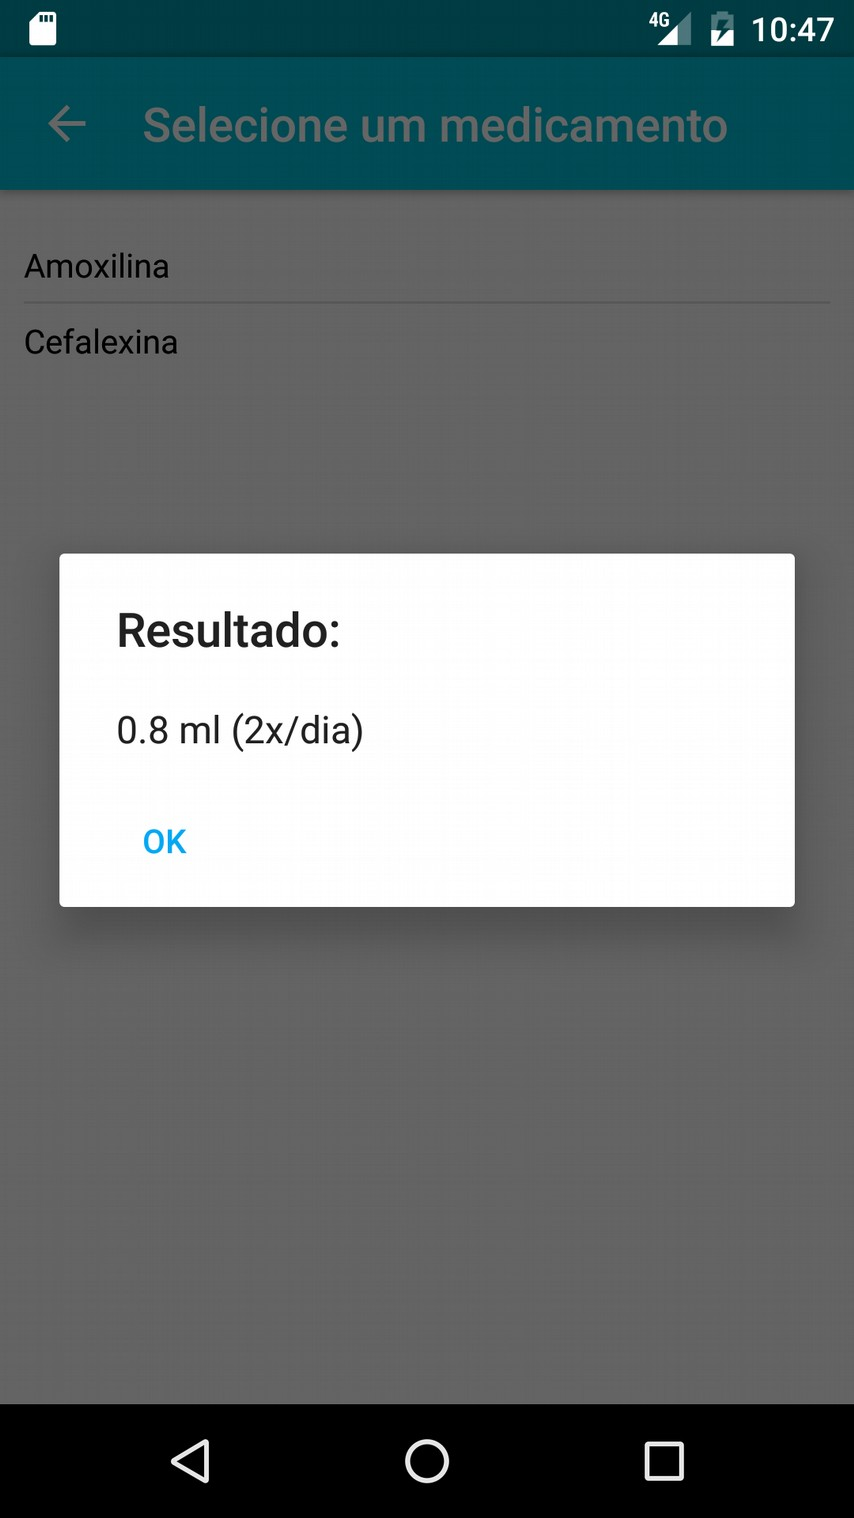 4G 10:47
Selecione um medicamento
Amoxilina
Cefalexina
Resultado:
0.8 ml (2x/dia)
OK